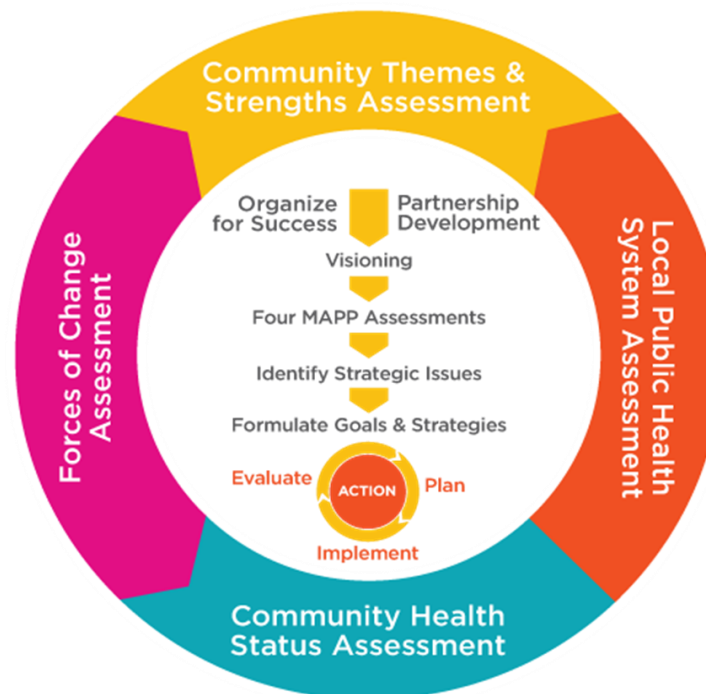 Community Themes &
Strengths Assessment
Local Public Health
System Assessment
Community Health
Status Assessment
Forces of Change
Assessment
Organize
for Success
Partnership
Development
Visioning
Four MAPP Assessments
Identify Strategic Issues
Formulate Goals & Strategies
Evaluate
ACTION
Plan
Implement